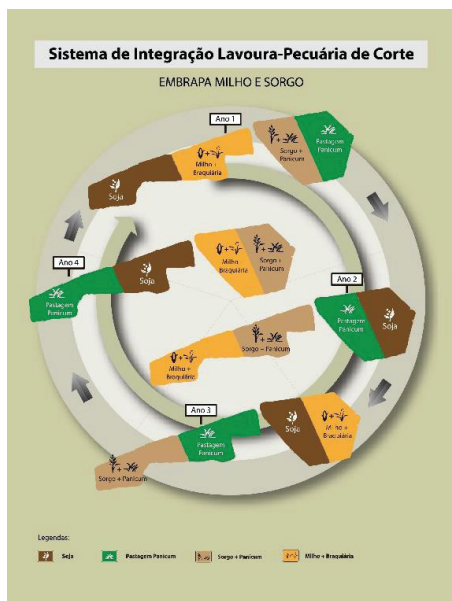 Sistema de Integração Lavoura-Pecuária de Corte
EMBRAPA MILHO E SORGO
Ano 1
Soja
Milho +
Braquiária
Sorgo +
Panicum
Pastagem
Panicum
Ano 4
Pastagem
Panicum
Soja
Milho
Braquiária
Sorgo +
Panicum
Ano 2
Pastagem
Panicum
Soja
Milho +
Braquiária
Sorgo + Panicum
Ano 3
Sorgo + Panicum
Pastagem
Panicum
Soja
Milho +
Braquiária
Legendas:
Soja
Pastagem Panicum
Sorgo + Panicum
Milho + Braquiária